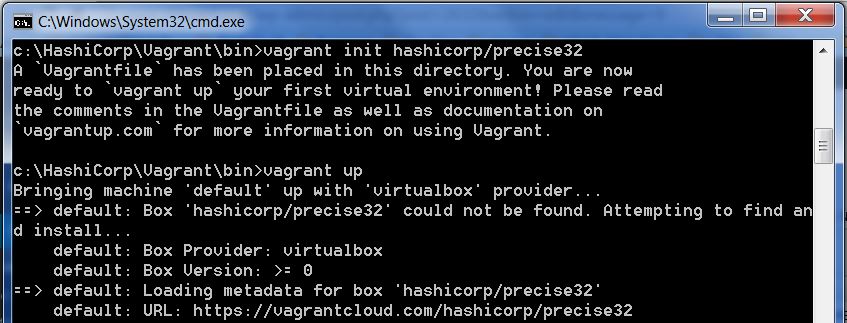 C:\Windows\System32\cmd.exe
c:\HashiCorp\Vagrant\bin>vagrant init hashicorp/precise32
A `Vagrantfile` has been placed in this directory. You are now
ready to `vagrant up` your first virtual environment! Please read
the comments in the Vagrantfile as well as documentation on
`vagrantup.com` for more information on using Vagrant.
c:\HashiCorp\Vagrant\bin>vagrant up
Bringing machine 'default' up with 'virtualbox' provider...
==> default: Box 'hashicorp/precise32' could not be found. Attempting to find an
d install...
    default: Box Provider: virtualbox
    default: Box Version: >= 0
==> default: Loading metadata for box 'hashicorp/precise32'
    default: URL: https://vagrantcloud.com/hashicorp/precise32